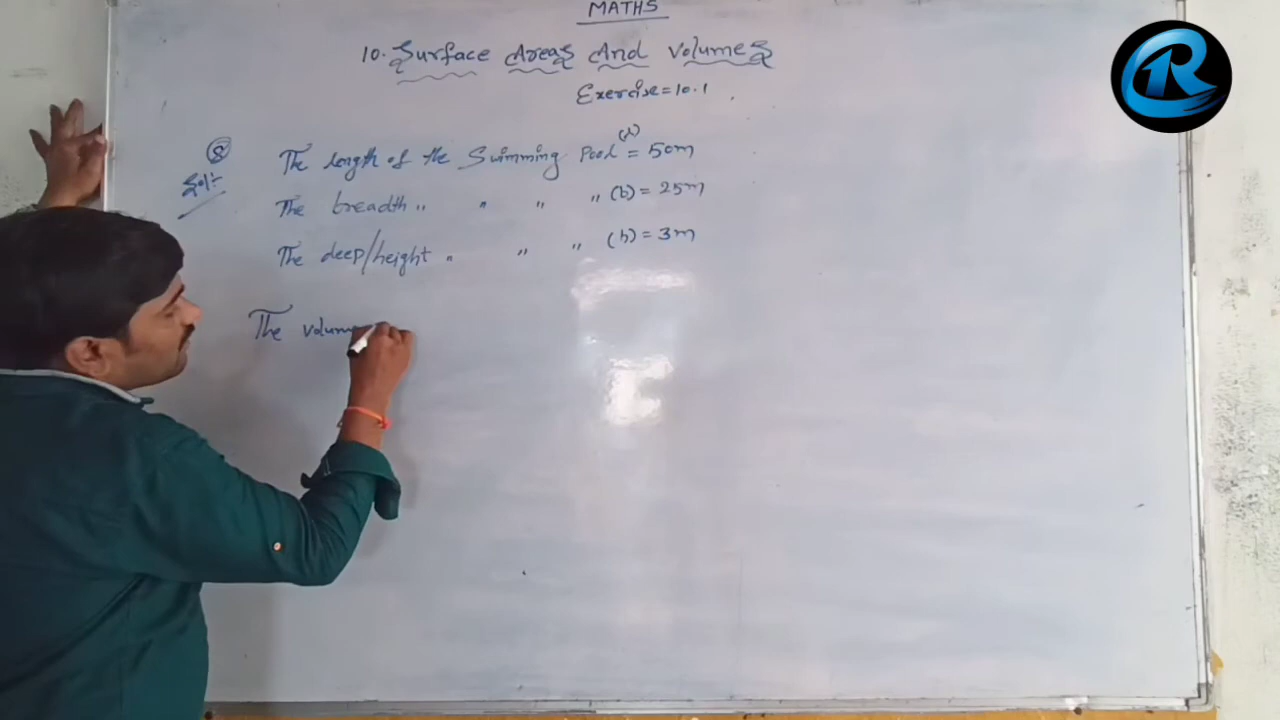 MATHS
10. Surface Areas And Volumes
Exercise = 10.1
8
Sol:-
The length of the Swimming Pool (l) = 50m
The breadth " " " " (b) = 25m
The deep/height " " " (h) = 3m
The volume
R